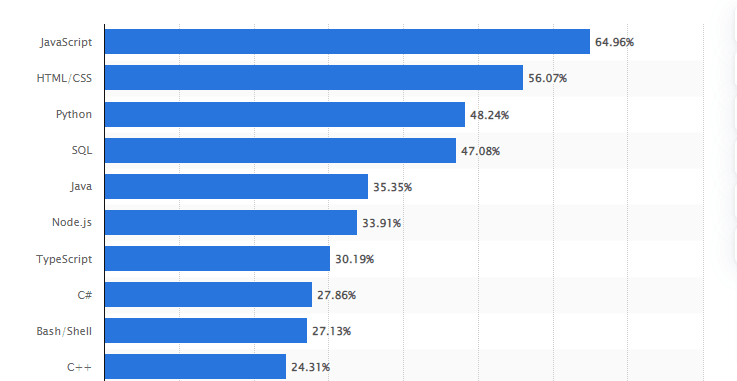 JavaScript 64.96%
HTML/CSS 56.07%
Python 48.24%
SQL 47.08%
Java 35.35%
Node.js 33.91%
TypeScript 30.19%
C# 27.86%
Bash/Shell 27.13%
C++ 24.31%